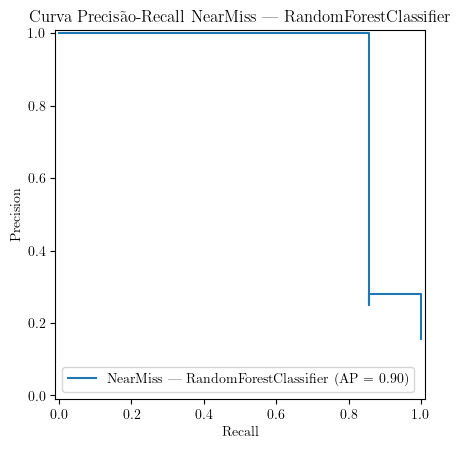 Curva Precisão-Recall NearMiss — RandomForestClassifier
1.0
0.8
0.6
0.4
0.2
0.0
Precision
NearMiss — RandomForestClassifier (AP = 0.90)
0.0 0.2 0.4 0.6 0.8 1.0
Recall